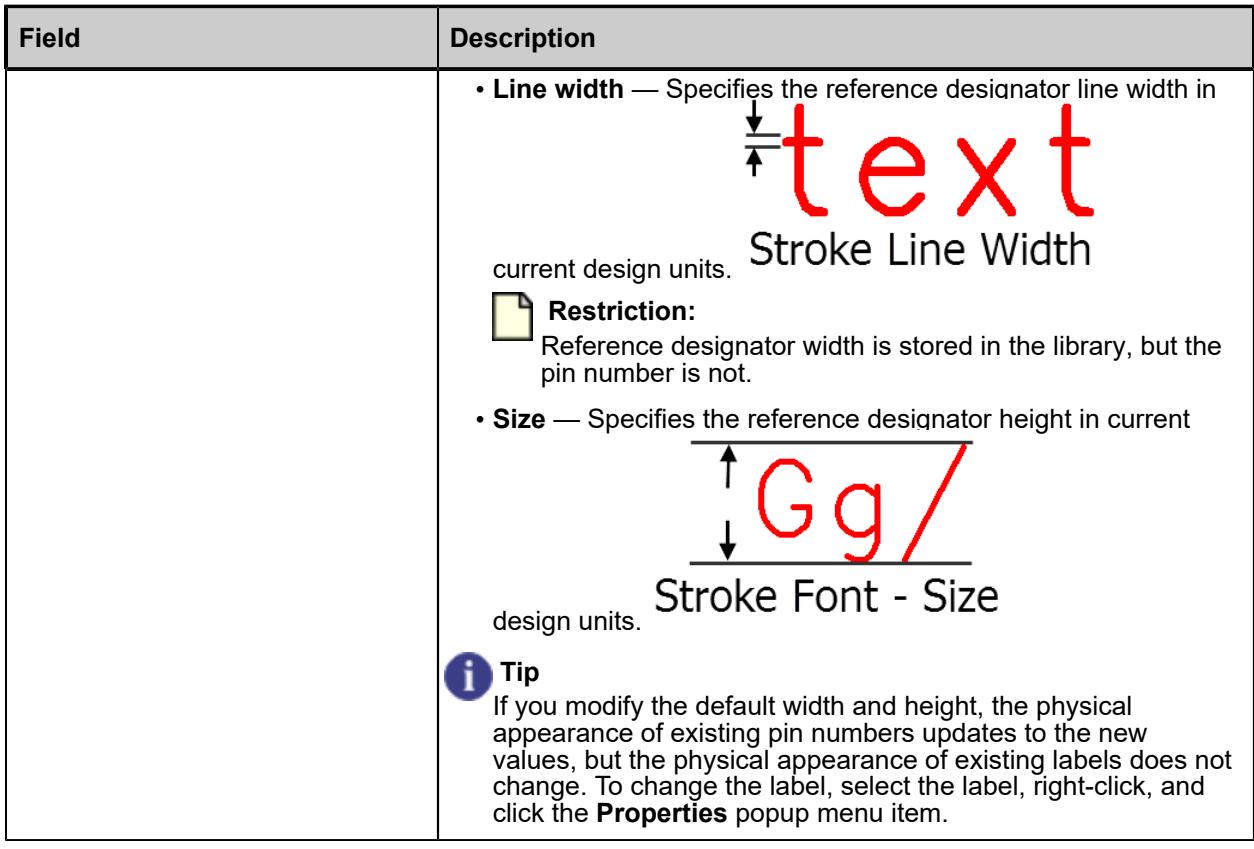 Field
Description
• Line width — Specifies the reference designator line width in
text
Stroke Line Width
current design units.
Restriction:
Reference designator width is stored in the library, but the
pin number is not.
• Size — Specifies the reference designator height in current
Gg/
Stroke Font - Size
design units.
i Tip
If you modify the default width and height, the physical
appearance of existing pin numbers updates to the new
values, but the physical appearance of existing labels does not
change. To change the label, select the label, right-click, and
click the Properties popup menu item.